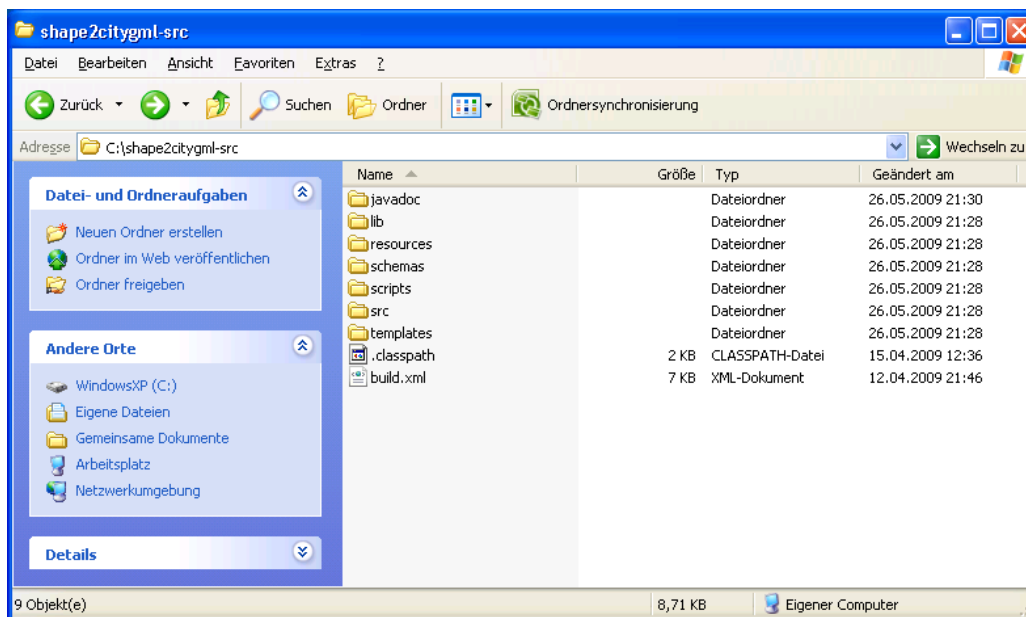 shape2citygml-src
Datei Bearbeiten Ansicht Favoriten Extras ?
Zurück Suchen Ordner Ordnersynchronisierung
Adresse C:\shape2citygml-src Wechseln zu
Datei- und Ordneraufgaben
Neuen Ordner erstellen
Ordner im Web veröffentlichen
Ordner freigeben
Andere Orte
WindowsXP (C:)
Eigene Dateien
Gemeinsame Dokumente
Arbeitsplatz
Netzwerkumgebung
Details
Name Größe Typ Geändert am
javadoc Dateiordner 26.05.2009 21:30
lib Dateiordner 26.05.2009 21:28
resources Dateiordner 26.05.2009 21:28
schemas Dateiordner 26.05.2009 21:28
scripts Dateiordner 26.05.2009 21:28
src Dateiordner 26.05.2009 21:28
templates Dateiordner 26.05.2009 21:28
.classpath 2 KB CLASSPATH-Datei 15.04.2009 12:36
build.xml 7 KB XML-Dokument 12.04.2009 21:46
9 Objekt(e) 8,71 KB Eigener Computer